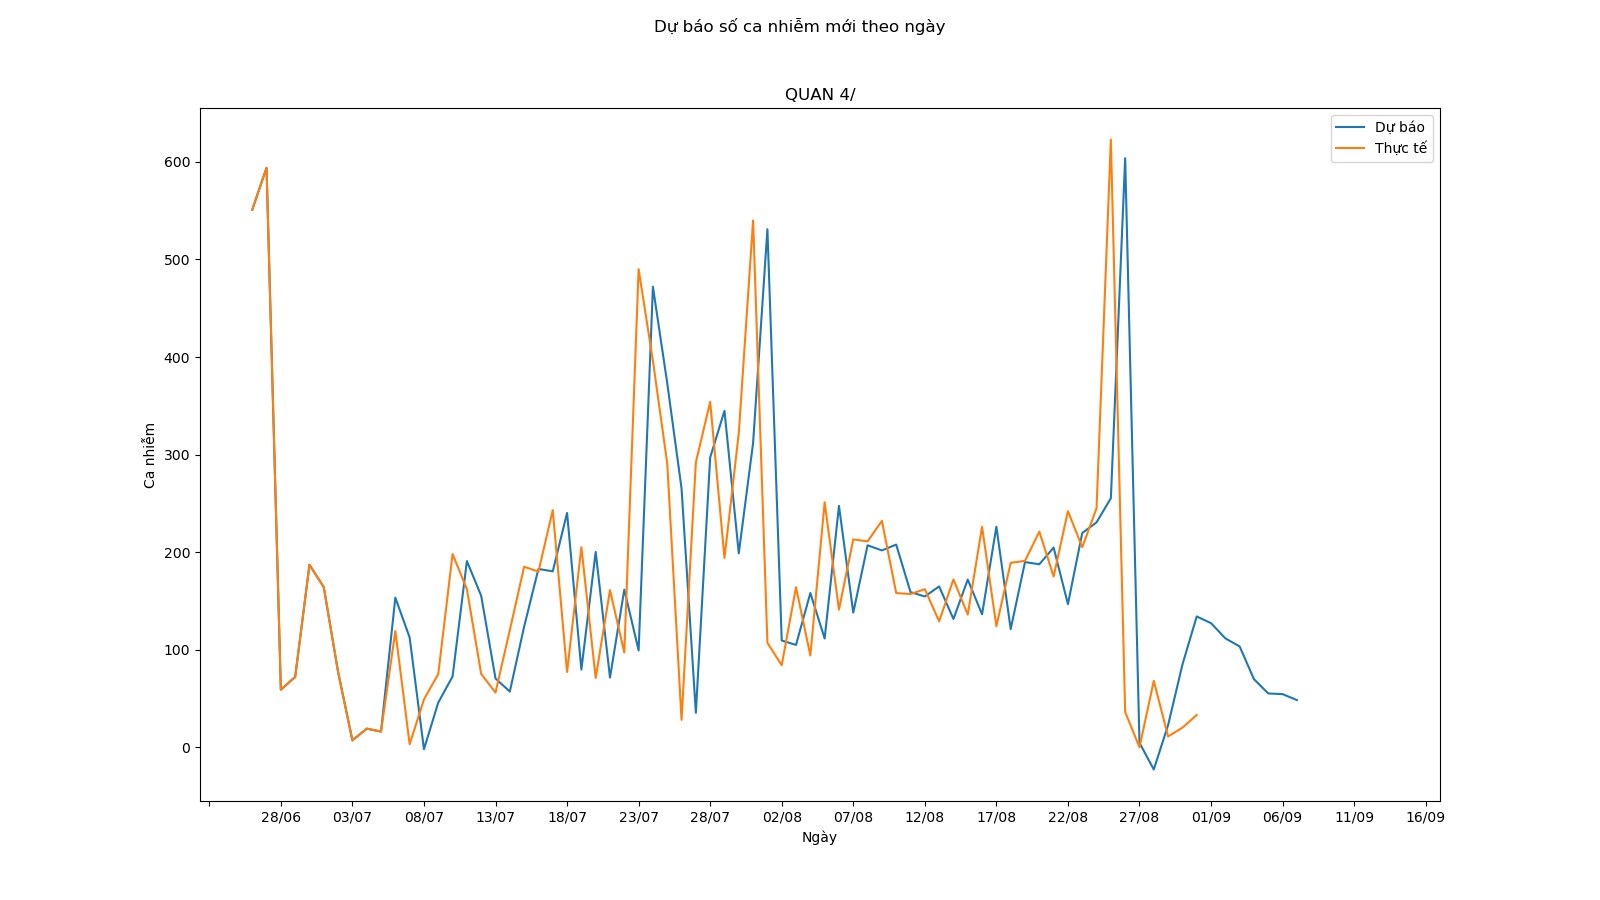 Dự báo số ca nhiễm mới theo ngày
QUAN 4/
Dự báo
Thực tế
600
500
400
300
200
100
0
Ca nhiễm
28/06 03/07 08/07 13/07 18/07 23/07 28/07 02/08 07/08 12/08 17/08 22/08 27/08 01/09 06/09 11/09 16/09
Ngày